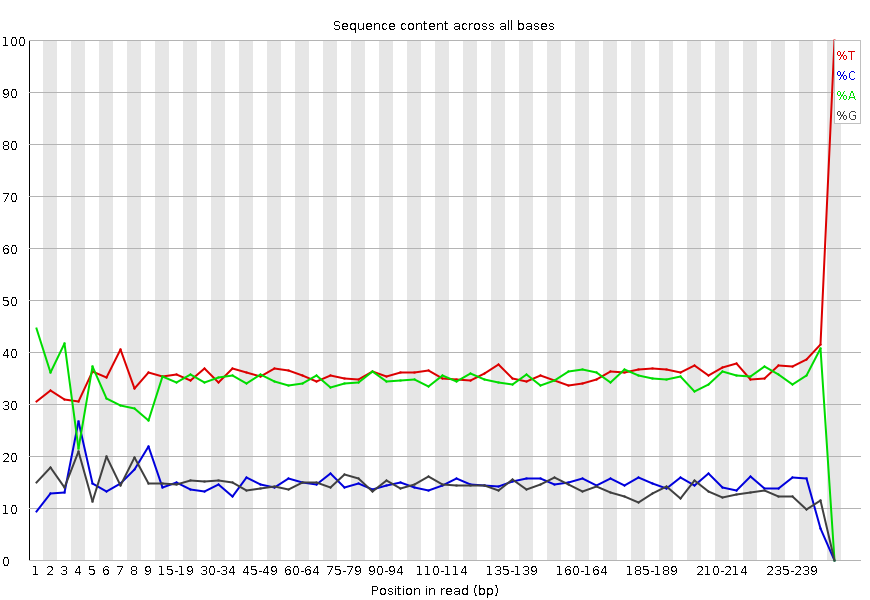 Sequence content across all bases
100
90
80
70
60
50
40
30
20
10
0
%T
%C
%A
%G
1 2 3 4 5 6 7 8 9 15-19 30-34 45-49 60-64 75-79 90-94 110-114 135-139 160-164 185-189 210-214 235-239
Position in read (bp)